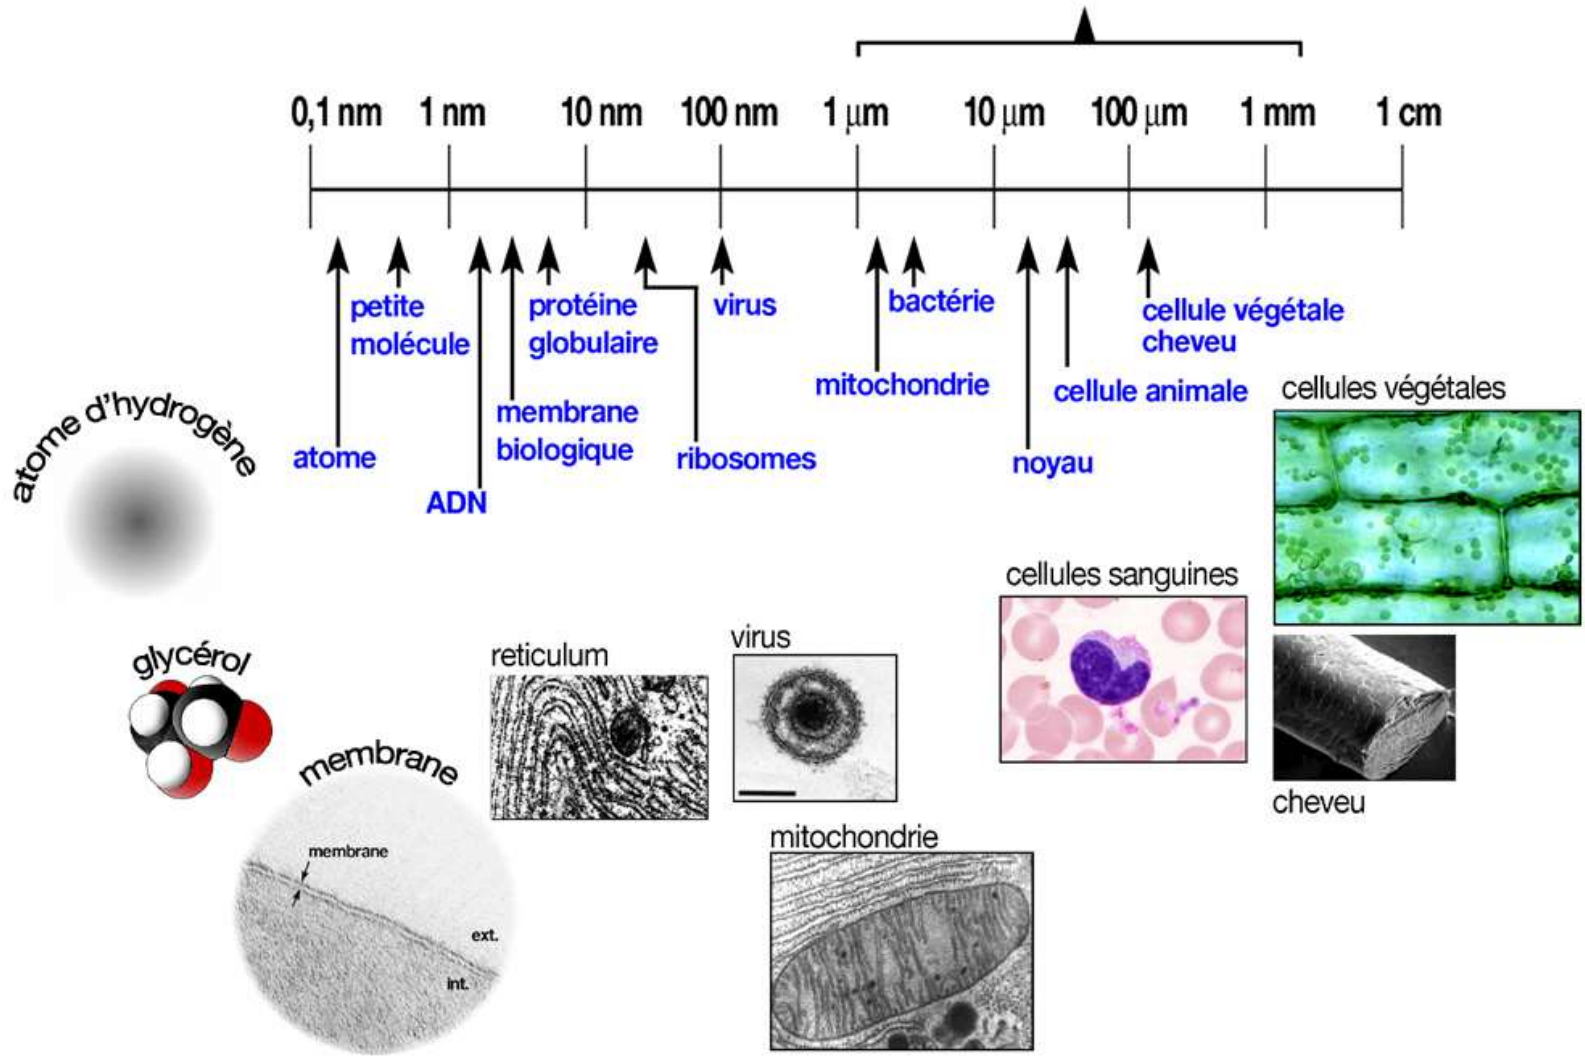 0,1 nm 1 nm 10 nm 100 nm 1 µm 10 µm 100 µm 1 mm 1 cm
petite
molécule
protéine
globulaire
virus
bactérie
cellule végétale
cheveu
mitochondrie
cellule animale
membrane
biologique
atome
ribosomes
noyau
ADN
cellules végétales
atome d'hydrogène
cellules sanguines
glycérol
reticulum
virus
cheveu
membrane
mitochondrie
membrane
ext.
int.